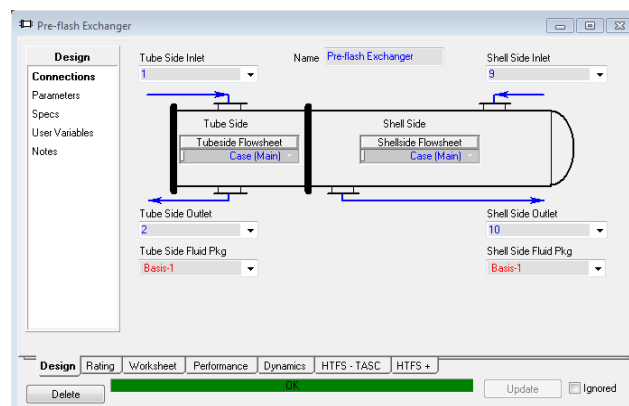 Pre-flash Exchanger
Design
Connections
Parameters
Specs
User Variables
Notes
Tube Side Inlet
1
Name Pre-flash Exchanger
Shell Side Inlet
9
Tube Side
Tubeside Flowsheet
Case (Main)
Shell Side
Shellside Flowsheet
Case (Main)
Tube Side Outlet
2
Shell Side Outlet
10
Tube Side Fluid Pkg
Basis-1
Shell Side Fluid Pkg
Basis-1
Design Rating Worksheet Performance Dynamics HTFS - TASC HTFS +
Delete OK Update Ignored